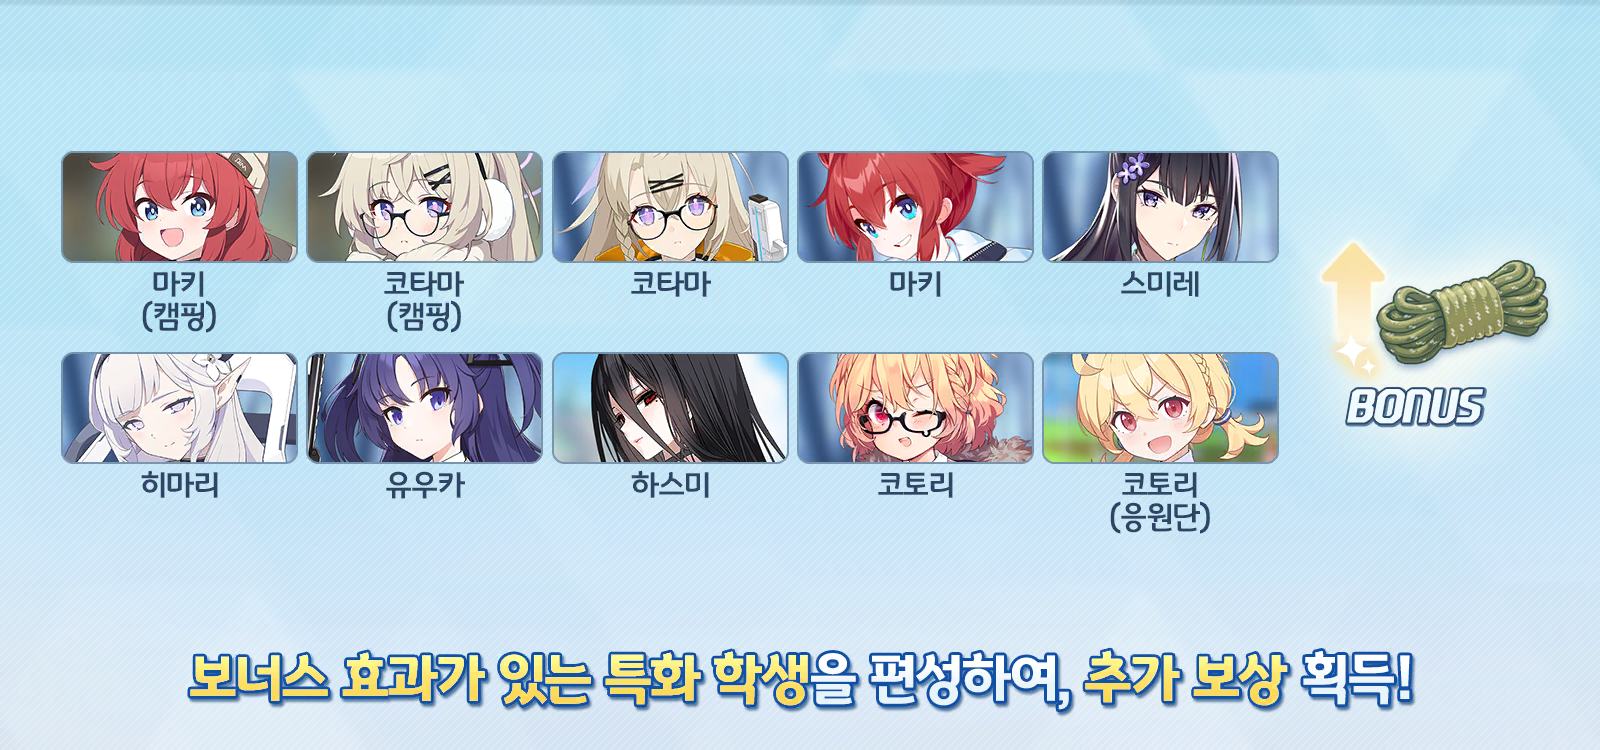 마키
(캠핑)
코타마
(캠핑)
코타마
마키
스미레
히마리
유우카
하스미
코토리
코토리
(응원단)
BONUS
보너스 효과가 있는 특화 학생을 편성하여, 추가 보상 획득!